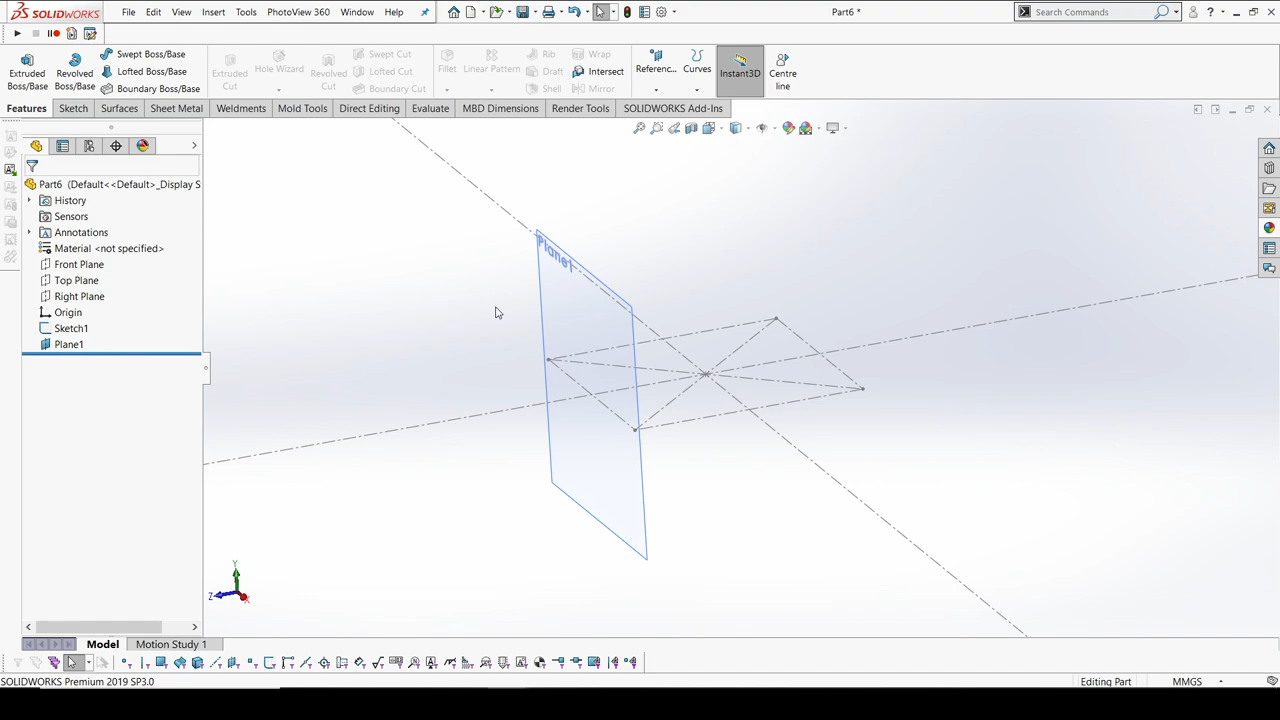 SOLIDWORKS File Edit View Insert Tools PhotoView 360 Window Help Part6 * Search Commands
Extruded Boss/Base
Revolved Boss/Base
Swept Boss/Base
Lofted Boss/Base
Boundary Boss/Base
Extruded Cut
Hole Wizard
Revolved Cut
Swept Cut
Lofted Cut
Boundary Cut
Fillet
Linear Pattern
Rib
Draft
Shell
Wrap
Intersect
Mirror
Referenc...
Curves
Instant3D
Centre line
Features Sketch Surfaces Sheet Metal Weldments Mold Tools Direct Editing Evaluate MBD Dimensions Render Tools SOLIDWORKS Add-Ins
Part6 (Default<<Default>_Display S
History
Sensors
Annotations
Material <not specified>
Front Plane
Top Plane
Right Plane
Origin
Sketch1
Plane1
Plane1
Y
Z
X
Model Motion Study 1
SOLIDWORKS Premium 2019 SP3.0 Editing Part MMGS